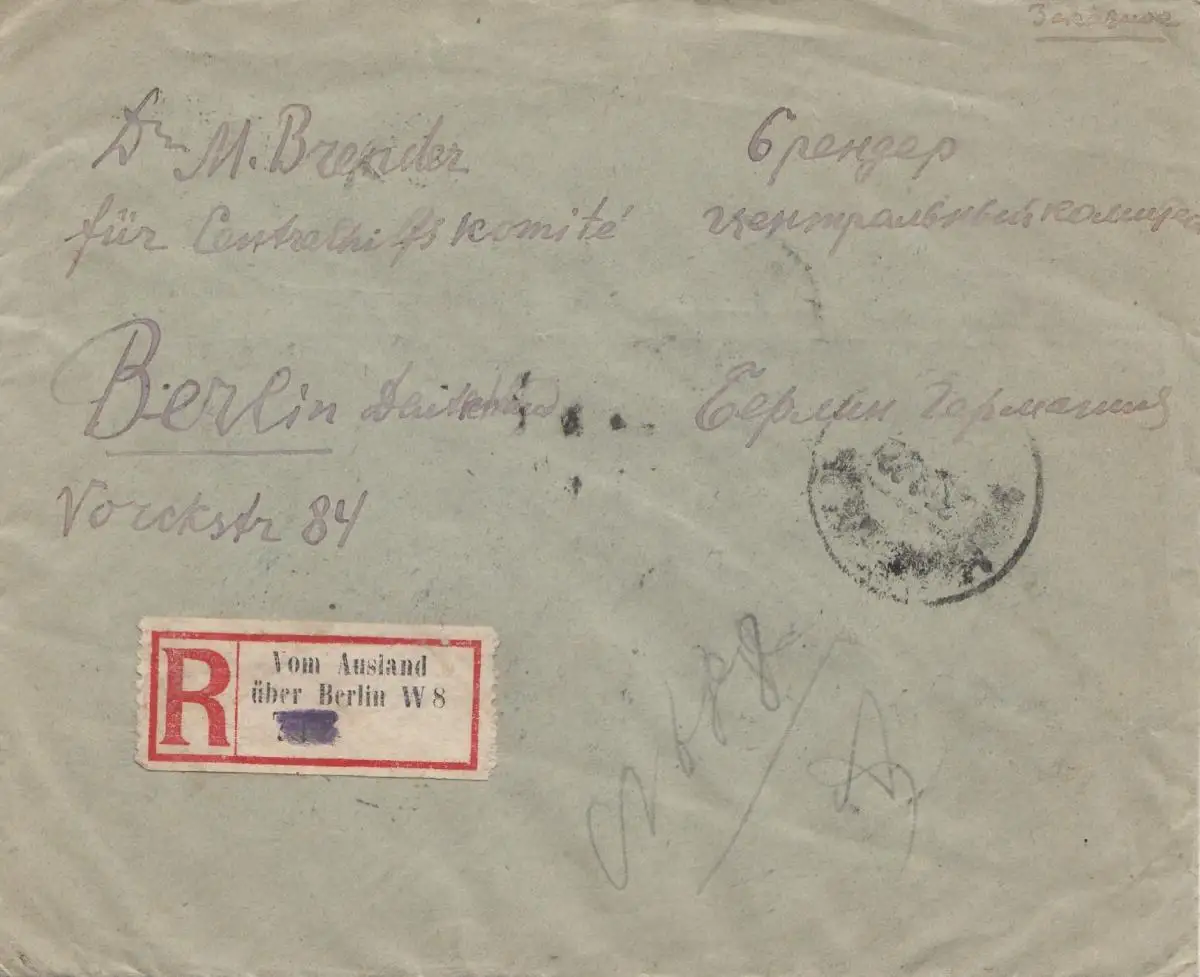 Заказное
Dr M. Brender
für Centralhilfskomité
Брендер
центральный комитет
Berlin Deutschland
Берлин Германия
Vorckstr 84
R
Vom Ausland
über Berlin W 8